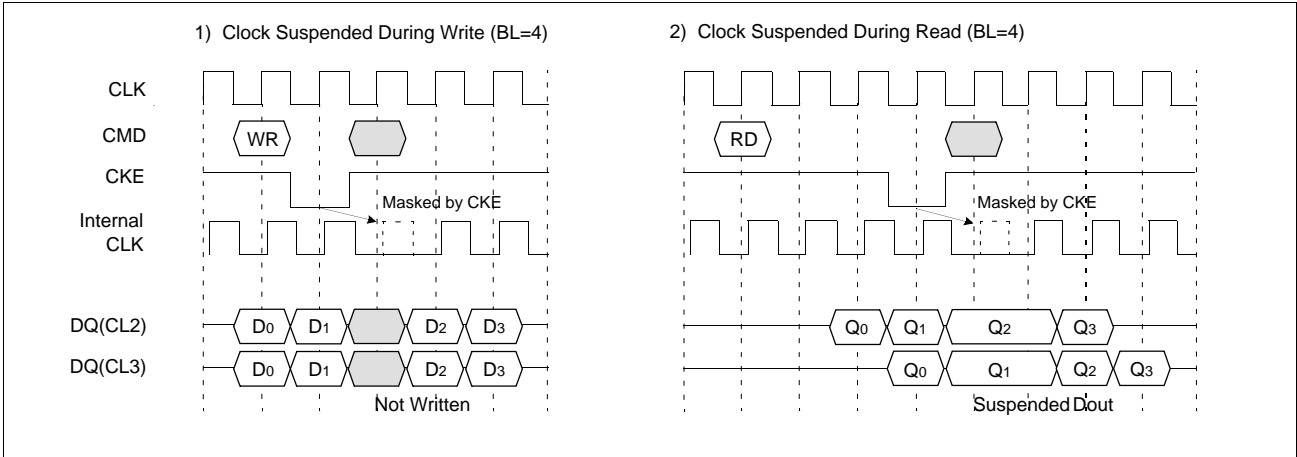 1) Clock Suspended During Write (BL=4)
2) Clock Suspended During Read (BL=4)
CLK
CMD
WR
RD
CKE
Masked by CKE
Masked by CKE
Internal
CLK
DQ(CL2)
D0 D1 D2 D3
Q0 Q1 Q2 Q3
DQ(CL3)
D0 D1 D2 D3
Q0 Q1 Q2 Q3
Not Written
Suspended Dout